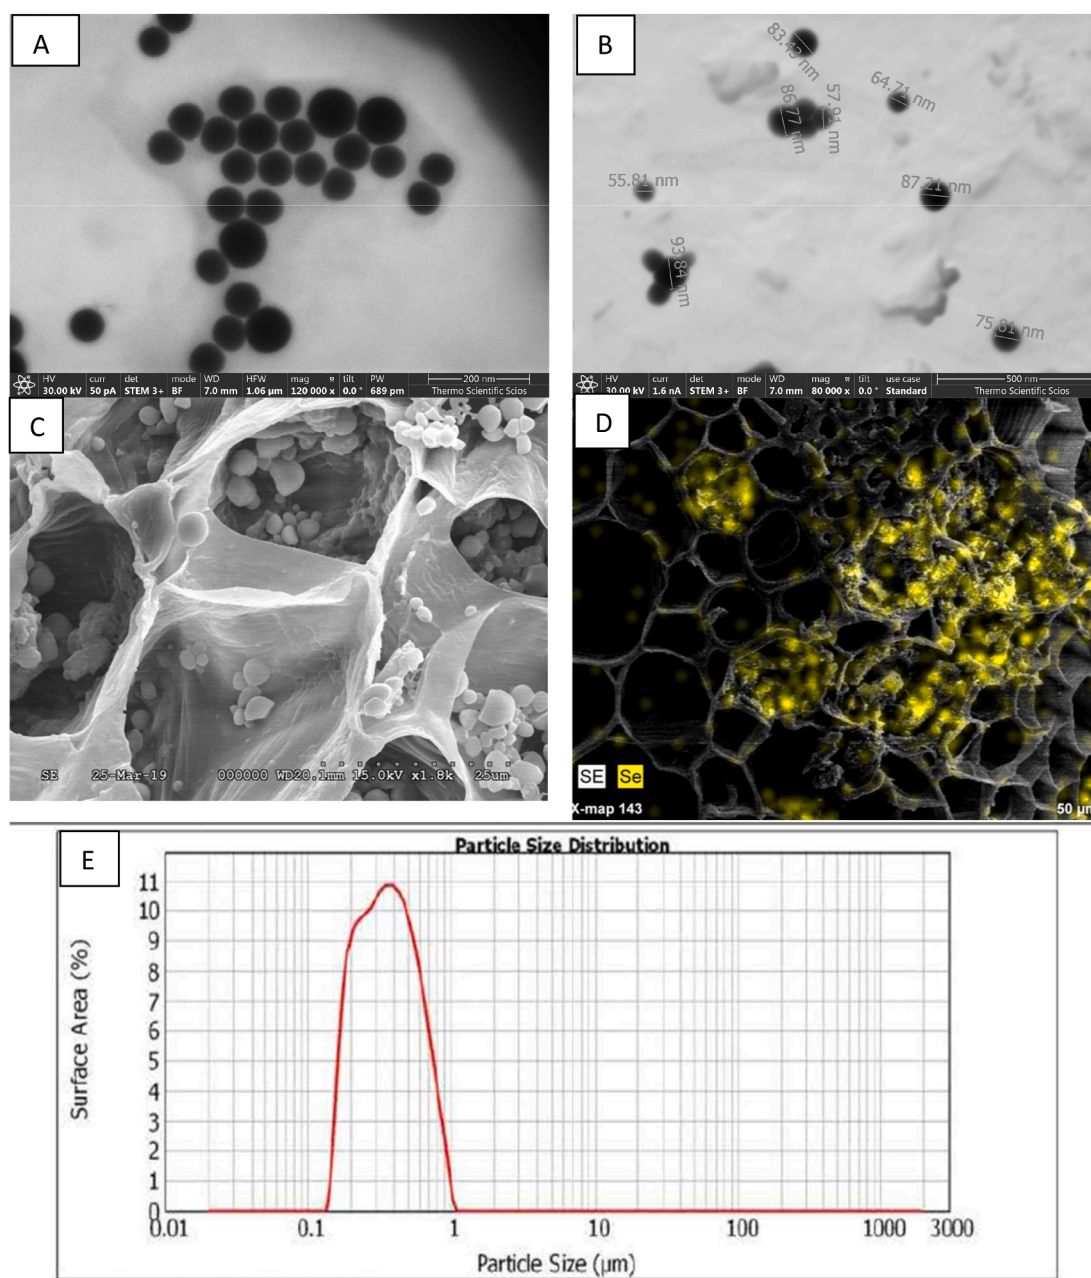 A
B
83.43 nm
64.71 nm
86.77 nm
57.91 nm
55.81 nm
87.21 nm
93.84 nm
75.81 nm
HV curr det mode WD HFW mag tilt PW
30.00 kV 50 pA STEM 3+ BF 7.0 mm 1.06 µm 120 000 x 0.0 ° 689 pm
200 nm
Thermo Scientific Scios
HV curr det mode WD mag tilt use case
30.00 kV 1.6 nA STEM 3+ BF 7.0 mm 80 000 x 0.0 ° Standard
500 nm
Thermo Scientific Scios
C
SE 25-Mar-19 000000 WD20.1mm 15.0kV x1.8k 25um
D
SE Se
X-map 143
50 µm
E
Particle Size Distribution
Surface Area (%)
11
10
9
8
7
6
5
4
3
2
1
0
0.01 0.1 1 10 100 1000 3000
Particle Size (µm)